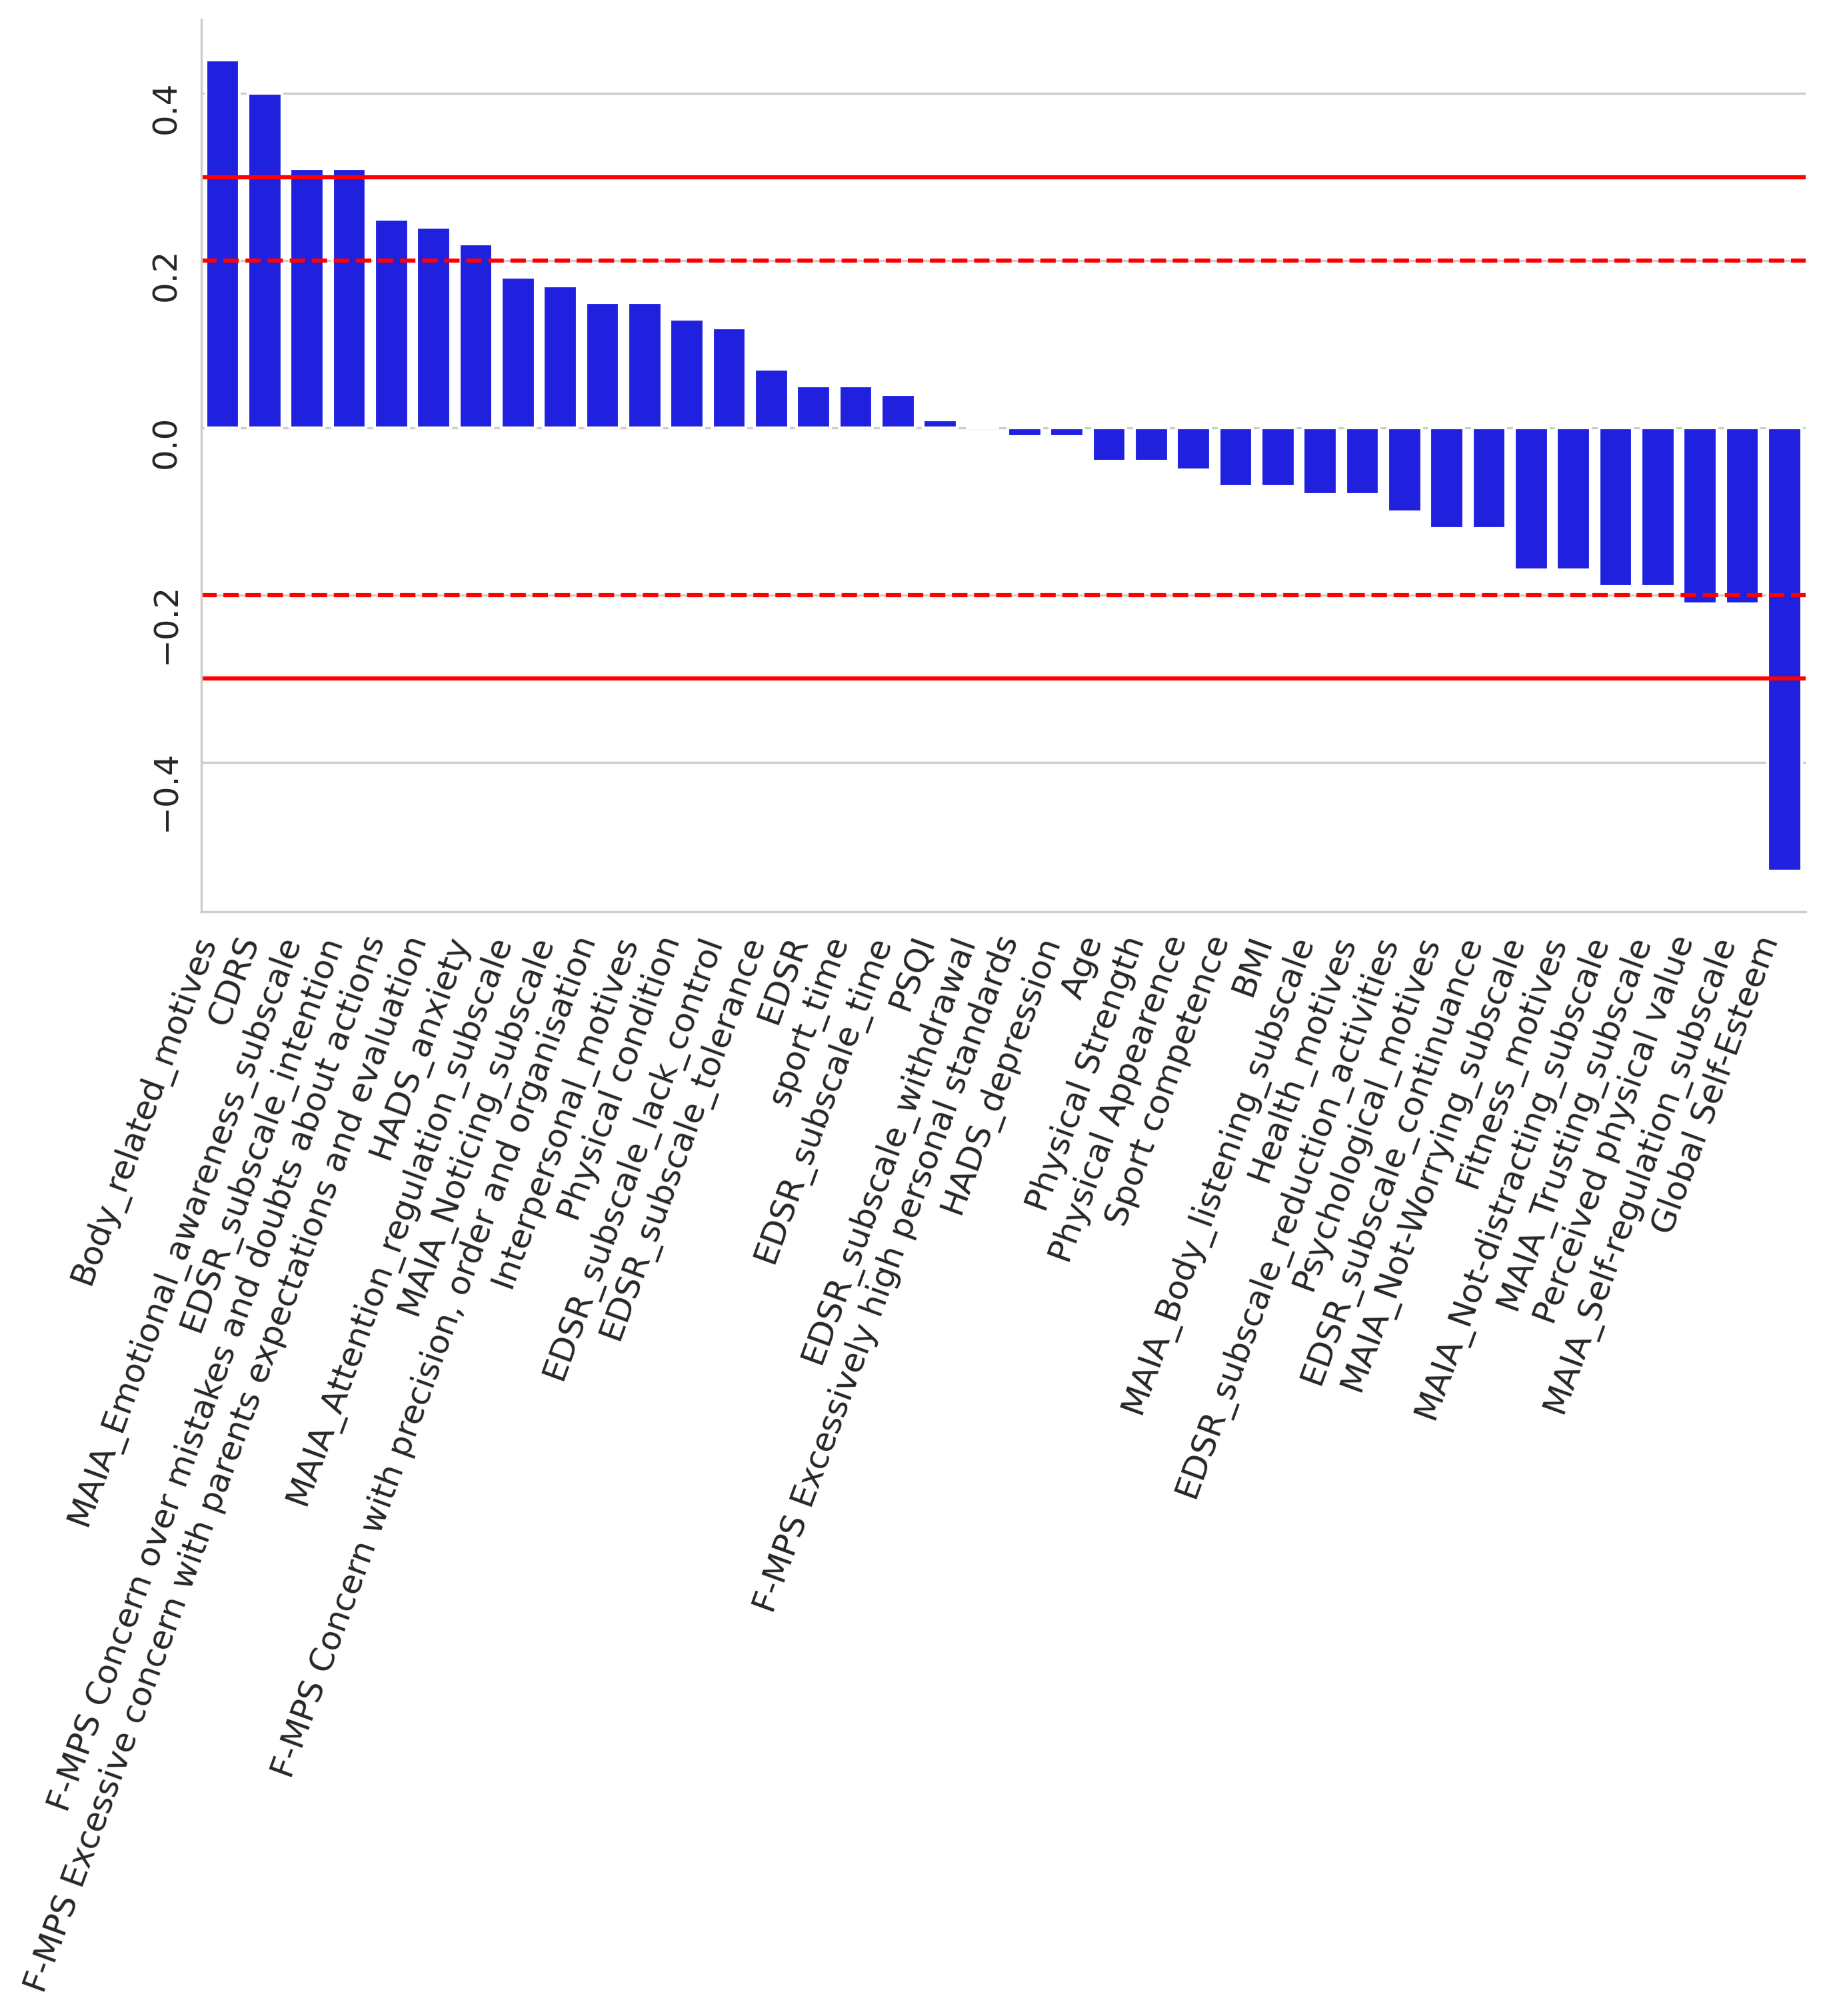 0.4
0.2
0.0
−0.2
−0.4
Body_related_motives
CDRS
MAIA_Emotional_awareness_subscale
EDSR_subscale_intention
F-MPS Concern over mistakes and doubts about actions
F-MPS Excessive concern with parents expectations and evaluation
HADS_anxiety
MAIA_Attention_regulation_subscale
MAIA_Noticing_subscale
F-MPS Concern with precision, order and organisation
Interpersonal_motives
Physical condition
EDSR_subscale_lack_control
EDSR_subscale_tolerance
EDSR
sport_time
EDSR_subscale_time
PSQI
EDSR_subscale_withdrawal
F-MPS Excessively high personal standards
HADS_depression
Age
Physical Strength
Physical Appearence
Sport competence
BMI
MAIA_Body_listening_subscale
Health_motives
EDSR_subscale_reduction_activities
Psychological_motives
EDSR_subscale_continuance
MAIA_Not-Worrying_subscale
Fitness_motives
MAIA_Not-distracting_subscale
MAIA_Trusting_subscale
Perceived physical value
MAIA_Self-regulation_subscale
Global Self-Esteem